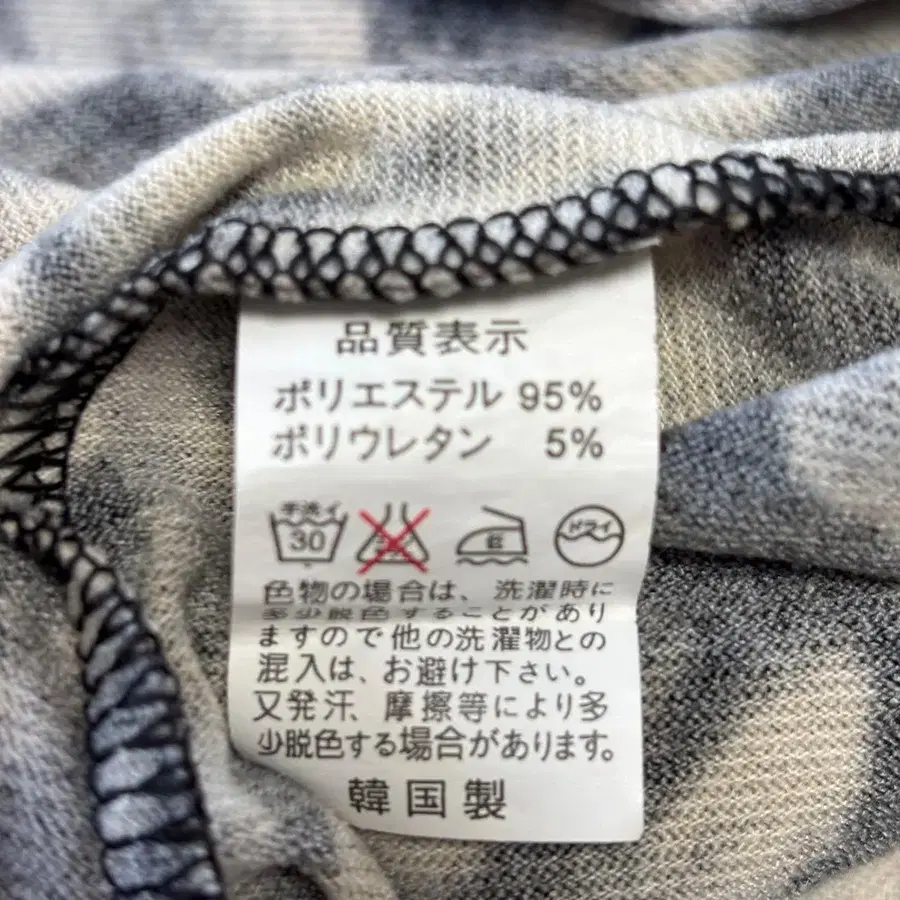 品質表示
ポリエステル 95%
ポリウレタン 5%
手洗イ 30 ドライ
色物の場合は、洗濯時に
多少脱色することがあり
ますので他の洗濯物との
混入は、お避け下さい。
又発汗、摩擦等により多
少脱色する場合があります。
韓国製